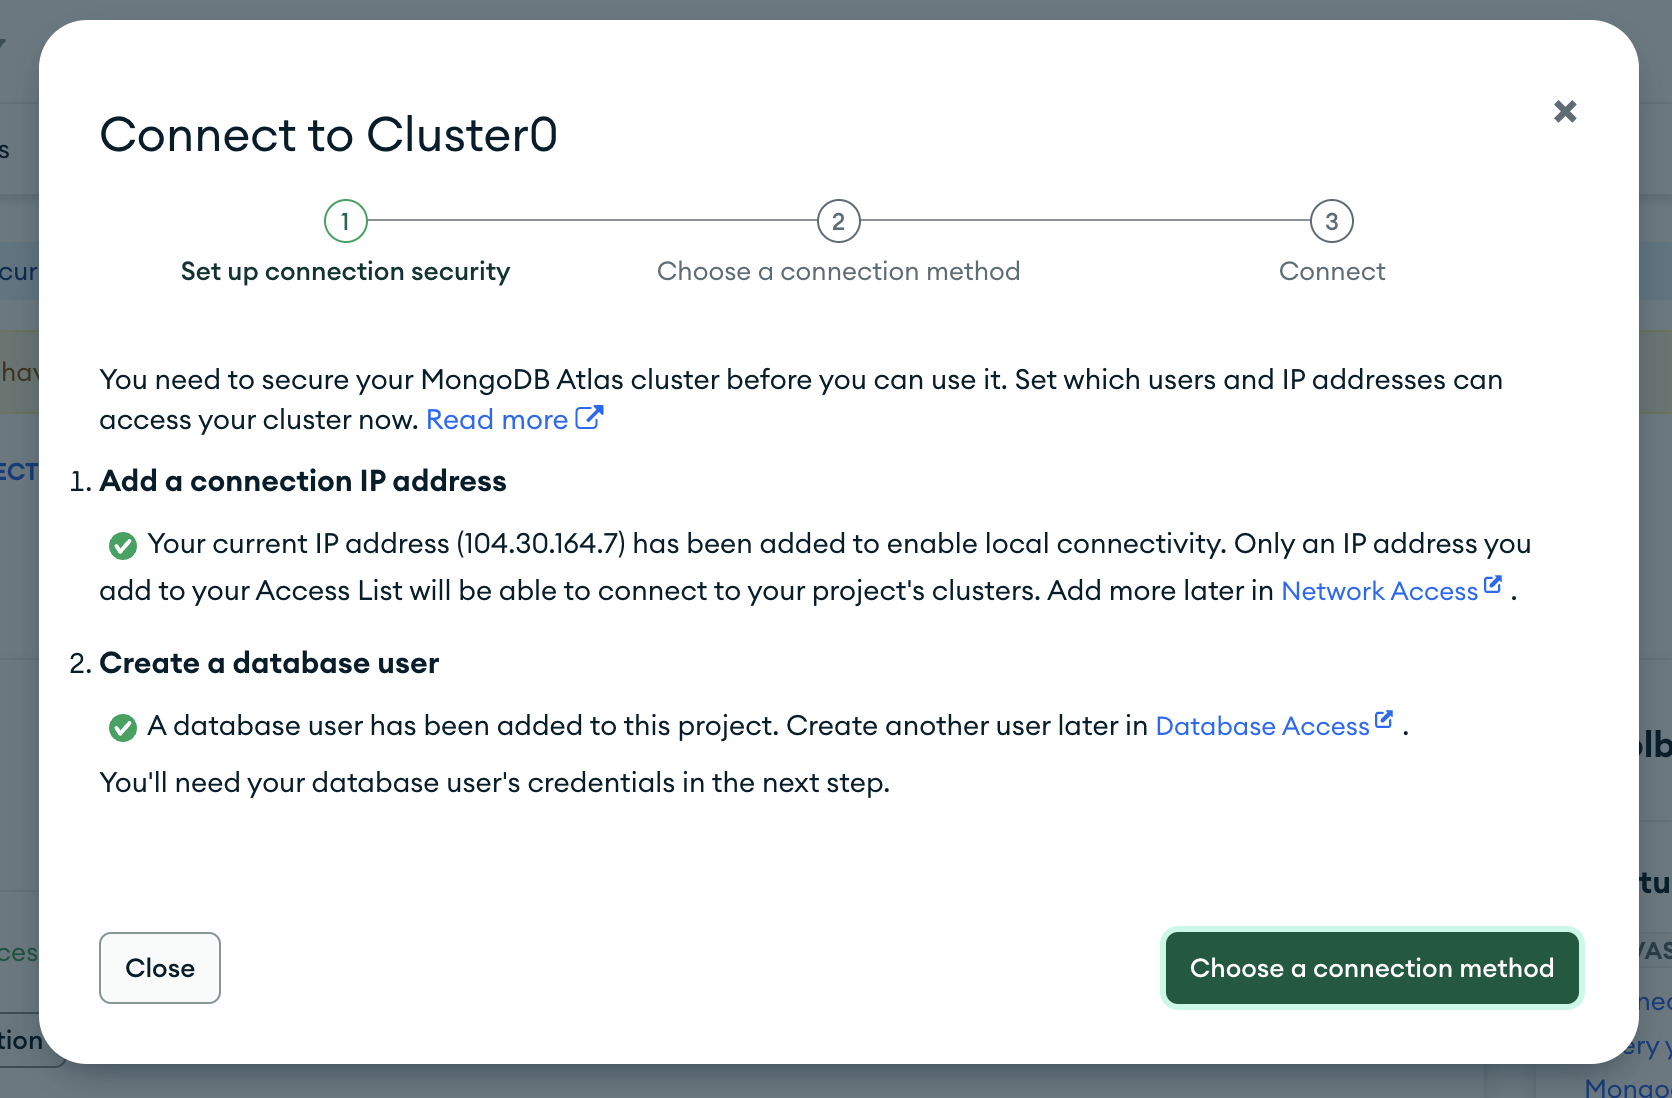 Connect to Cluster0
1
2
3
Set up connection security
Choose a connection method
Connect
You need to secure your MongoDB Atlas cluster before you can use it. Set which users and IP addresses can
access your cluster now. Read more
1. Add a connection IP address
Your current IP address (104.30.164.7) has been added to enable local connectivity. Only an IP address you
add to your Access List will be able to connect to your project's clusters. Add more later in Network Access .
2. Create a database user
A database user has been added to this project. Create another user later in Database Access .
You'll need your database user's credentials in the next step.
Close
Choose a connection method